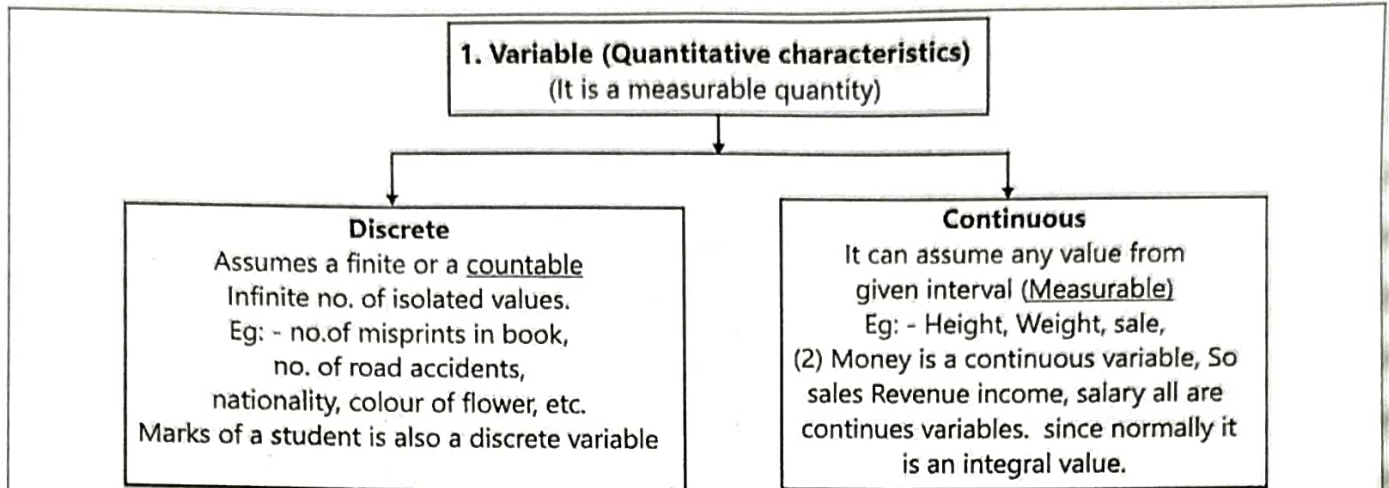 1. Variable (Quantitative characteristics)
(It is a measurable quantity)
Discrete
Assumes a finite or a countable
Infinite no. of isolated values.
Eg: - no.of misprints in book,
no. of road accidents,
nationality, colour of flower, etc.
Marks of a student is also a discrete variable
Continuous
It can assume any value from
given interval (Measurable)
Eg: - Height, Weight, sale,
(2) Money is a continuous variable, So
sales Revenue income, salary all are
continues variables. since normally it
is an integral value.